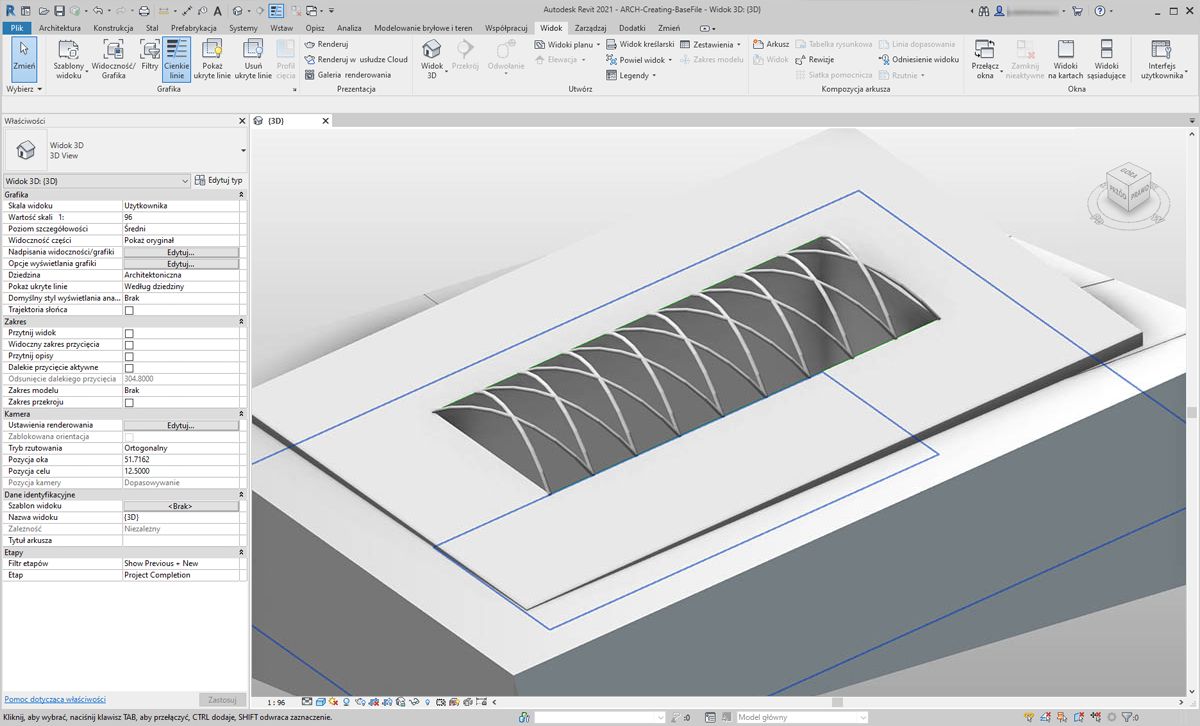 Autodesk Revit 2021 - ARCH-Creating-BaseFile - Widok 3D: {3D}
Plik Architektura Konstrukcja Stal Prefabrykacja Systemy Wstaw Opisz Analiza Modelowanie bryłowe i teren Współpracuj Widok Zarządzaj Dodatki Zmień
Zmień
Szablony widoku
Widoczność/ Grafika
Filtry
Cienkie linie
Pokaż ukryte linie
Usuń ukryte linie
Profil cięcia
Renderuj
Renderuj w usłudze Cloud
Galeria renderowania
Widok 3D
Przekrój
Odwołanie
Widoki planu
Elewacja
Widok kreślarski
Powiel widok
Legendy
Zestawienia
Zakres modelu
Arkusz
Widok
Tabelka rysunkowa
Rewizje
Siatka pomocnicza
Linia dopasowania
Odniesienie widoku
Rzutnie
Przełącz okna
Zamknij nieaktywne
Widoki na kartach
Widoki sąsiadujące
Interfejs użytkownika
Wybierz Grafika Prezentacja Utwórz Kompozycja arkusza Okna
Właściwości
{3D}
Widok 3D
3D View
Widok 3D: {3D} Edytuj typ
Grafika
Skala widoku Użytkownika
Wartość skali 1: 96
Poziom szczegółowości Średni
Widoczność części Pokaż oryginał
Nadpisania widoczności/grafiki Edytuj...
Opcje wyświetlania grafiki Edytuj...
Dziedzina Architektoniczna
Pokaż ukryte linie Według dziedziny
Domyślny styl wyświetlania ana... Brak
Trajektoria słońca
Zakres
Przytnij widok
Widoczny zakres przycięcia
Przytnij opisy
Dalekie przycięcie aktywne
Odsunięcie dalekiego przycięcia 304.8000
Zakres modelu Brak
Zakres przekroju
Kamera
Ustawienia renderowania Edytuj...
Zablokowana orientacja
Tryb rzutowania Ortogonalny
Pozycja oka 51.7162
Pozycja celu 12.5000
Pozycja kamery Dopasowywanie
Dane identyfikacyjne
Szablon widoku <Brak>
Nazwa widoku {3D}
Zależność Niezależny
Tytuł arkusza
Etapy
Filtr etapów Show Previous + New
Etap Project Completion
GÓRA
PRZÓD
PRAWO
Pomoc dotycząca właściwości Zastosuj
1 : 96
Kliknij, aby wybrać, naciśnij klawisz TAB, aby przełączyć, CTRL dodaje, SHIFT odwraca zaznaczenie.
:0
Model główny
:0